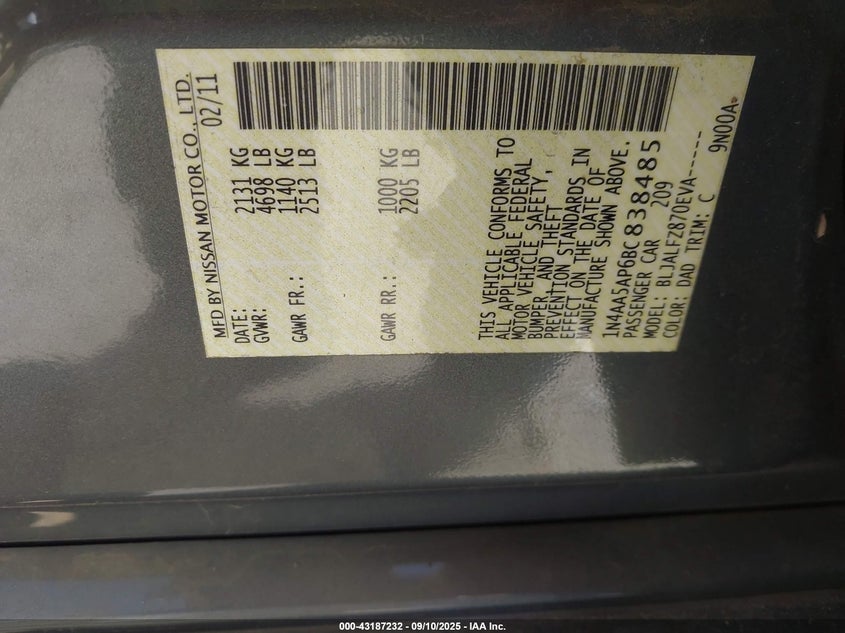 MFD BY NISSAN MOTOR CO., LTD.
DATE: 02/11
GVWR: 2131 KG
4698 LB
GAWR FR.: 1140 KG
2513 LB
GAWR RR.: 1000 KG
2205 LB
THIS VEHICLE CONFORMS TO
ALL APPLICABLE FEDERAL
MOTOR VEHICLE SAFETY,
BUMPER, AND THEFT
PREVENTION STANDARDS IN
EFFECT ON THE DATE OF
MANUFACTURE SHOWN ABOVE.
1N4AA5AP6BC838485
PASSENGER CAR 209
MODEL: BLJALFZ870EVA-----
COLOR: DAD TRIM: C 9N00A
000-43187232 - 09/10/2025 - IAA Inc.